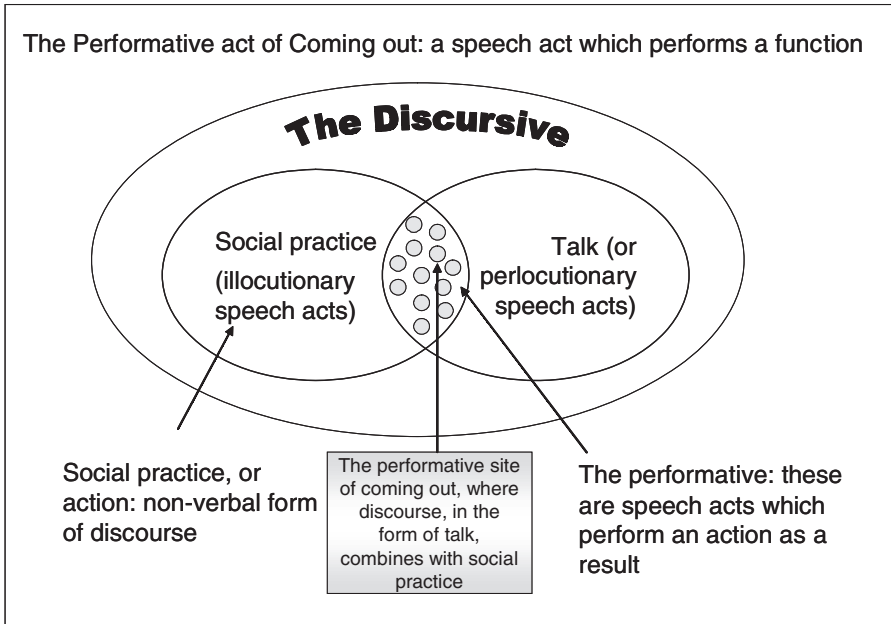 The Performative act of Coming out: a speech act which performs a function
The Discursive
Social practice
(illocutionary
speech acts)
Talk (or
perlocutionary
speech acts)
Social practice, or
action: non-verbal form
of discourse
The performative site
of coming out, where
discourse, in the
form of talk,
combines with social
practice
The performative: these
are speech acts which
perform an action as a
result